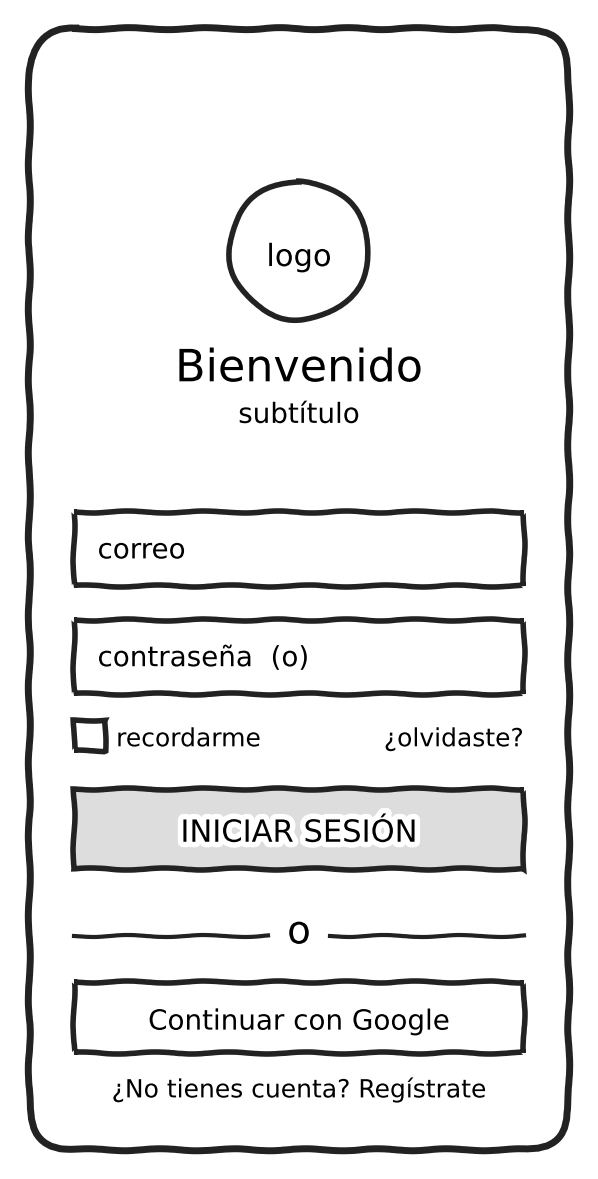 logo
Bienvenido
subtítulo
correo
contraseña (o)
recordarme ¿olvidaste?
INICIAR SESIÓN
o
Continuar con Google
¿No tienes cuenta? Regístrate